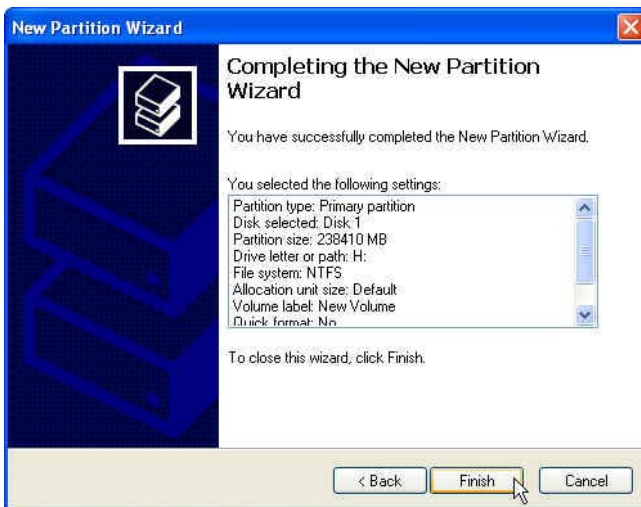 New Partition Wizard
Completing the New Partition
Wizard
You have successfully completed the New Partition Wizard.
You selected the following settings:
Partition type: Primary partition
Disk selected: Disk 1
Partition size: 238410 MB
Drive letter or path: H:
File system: NTFS
Allocation unit size: Default
Volume label: New Volume
Quick format: No
To close this wizard, click Finish.
< Back
Finish
Cancel